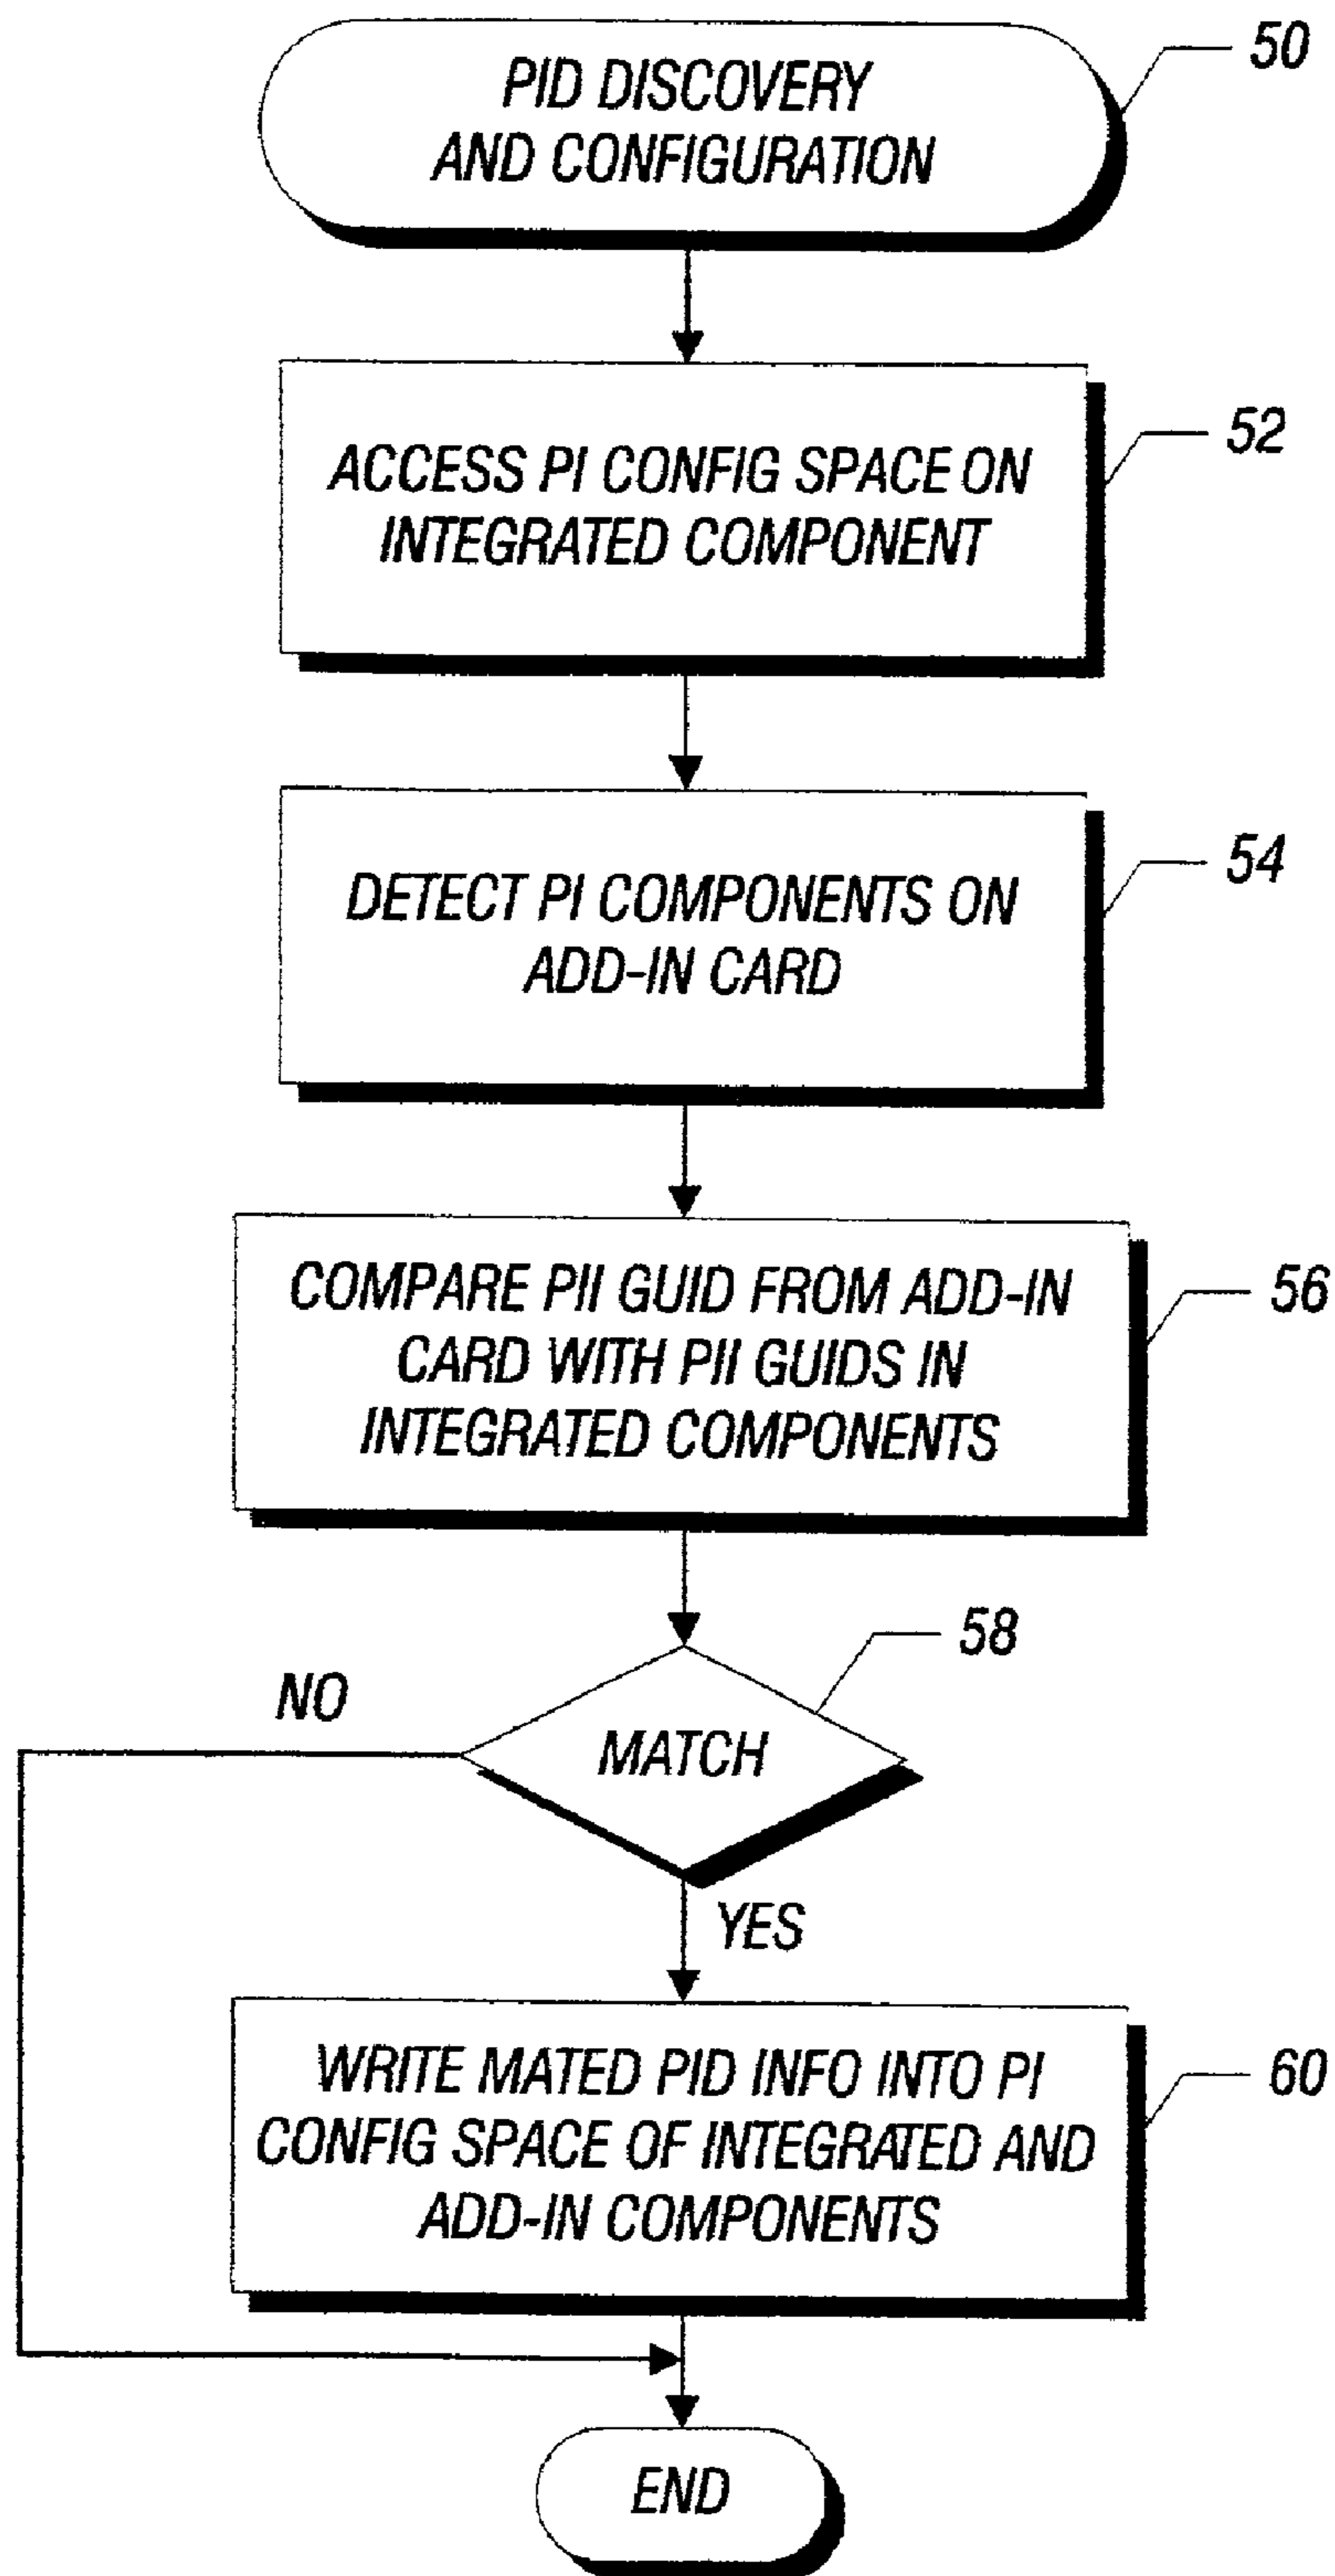 PID DISCOVERY
AND CONFIGURATION
50
ACCESS PI CONFIG SPACE ON
INTEGRATED COMPONENT
52
DETECT PI COMPONENTS ON
ADD-IN CARD
54
COMPARE PII GUID FROM ADD-IN
CARD WITH PII GUIDS IN
INTEGRATED COMPONENTS
56
58
NO
MATCH
YES
WRITE MATED PID INFO INTO PI
CONFIG SPACE OF INTEGRATED AND
ADD-IN COMPONENTS
60
END